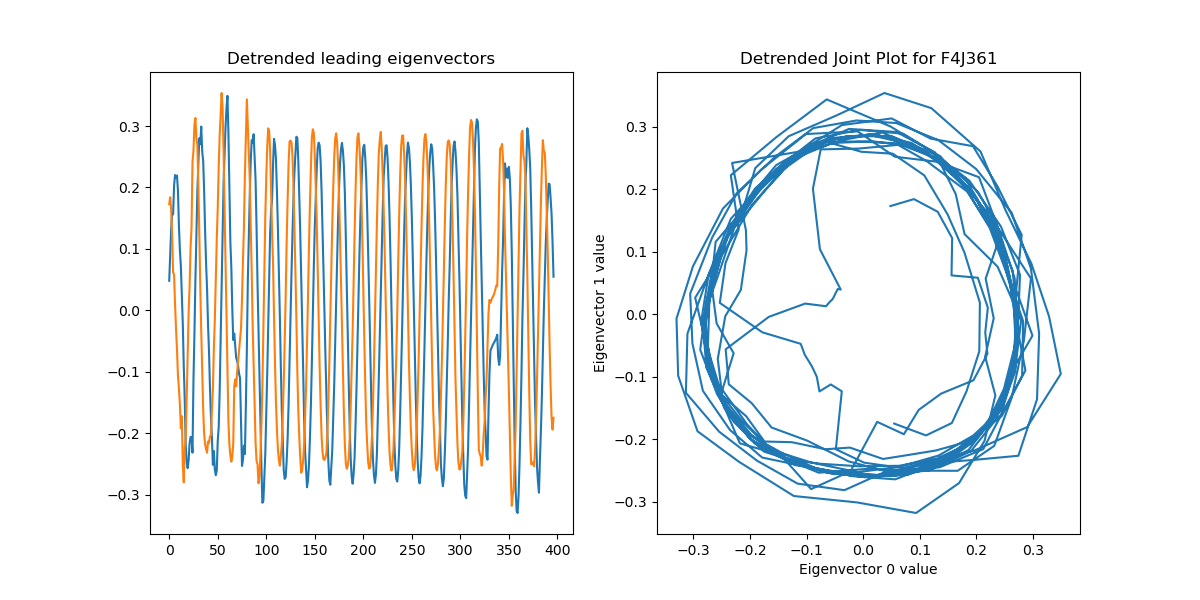 Detrended leading eigenvectors
0.3
0.2
0.1
0.0
−0.1
−0.2
−0.3
0 50 100 150 200 250 300 350 400
Detrended Joint Plot for F4J361
Eigenvector 1 value
0.3
0.2
0.1
0.0
−0.1
−0.2
−0.3
−0.3 −0.2 −0.1 0.0 0.1 0.2 0.3
Eigenvector 0 value